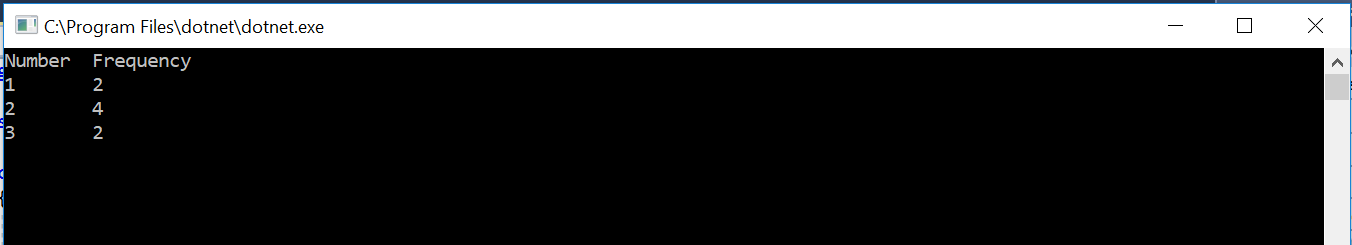 C:\Program Files\dotnet\dotnet.exe
Number  Frequency
1       2
2       4
3       2